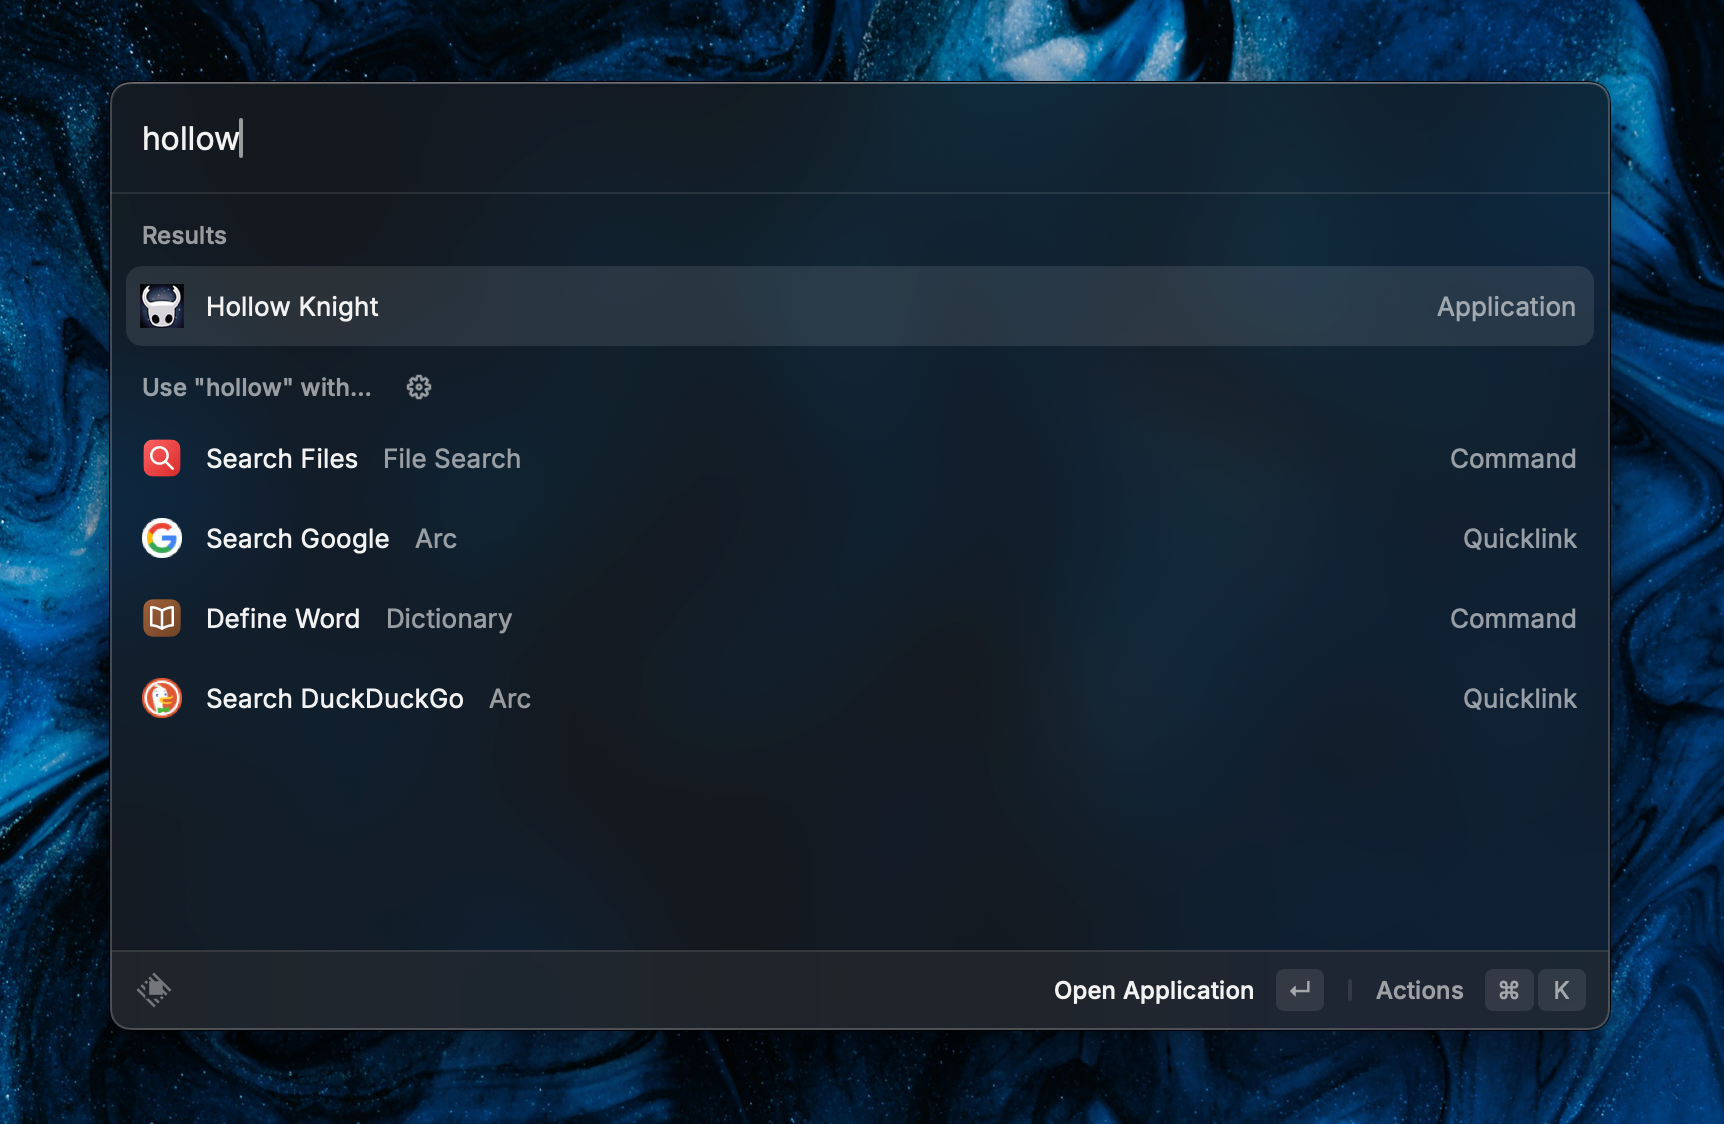 hollow
Results
Hollow Knight Application
Use "hollow" with...
Search Files File Search Command
Search Google Arc Quicklink
Define Word Dictionary Command
Search DuckDuckGo Arc Quicklink
Open Application ↵ Actions ⌘ K